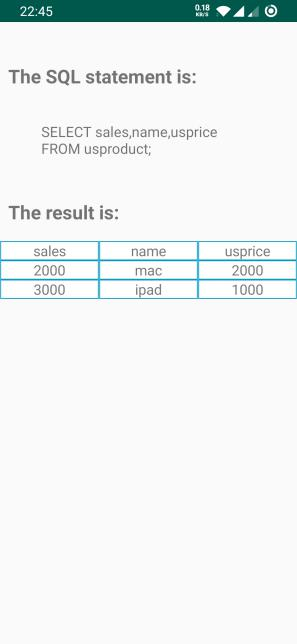 22:45
0.18
KB/S
The SQL statement is:
SELECT sales,name,usprice
FROM usproduct;
The result is:
sales name usprice
2000 mac 2000
3000 ipad 1000